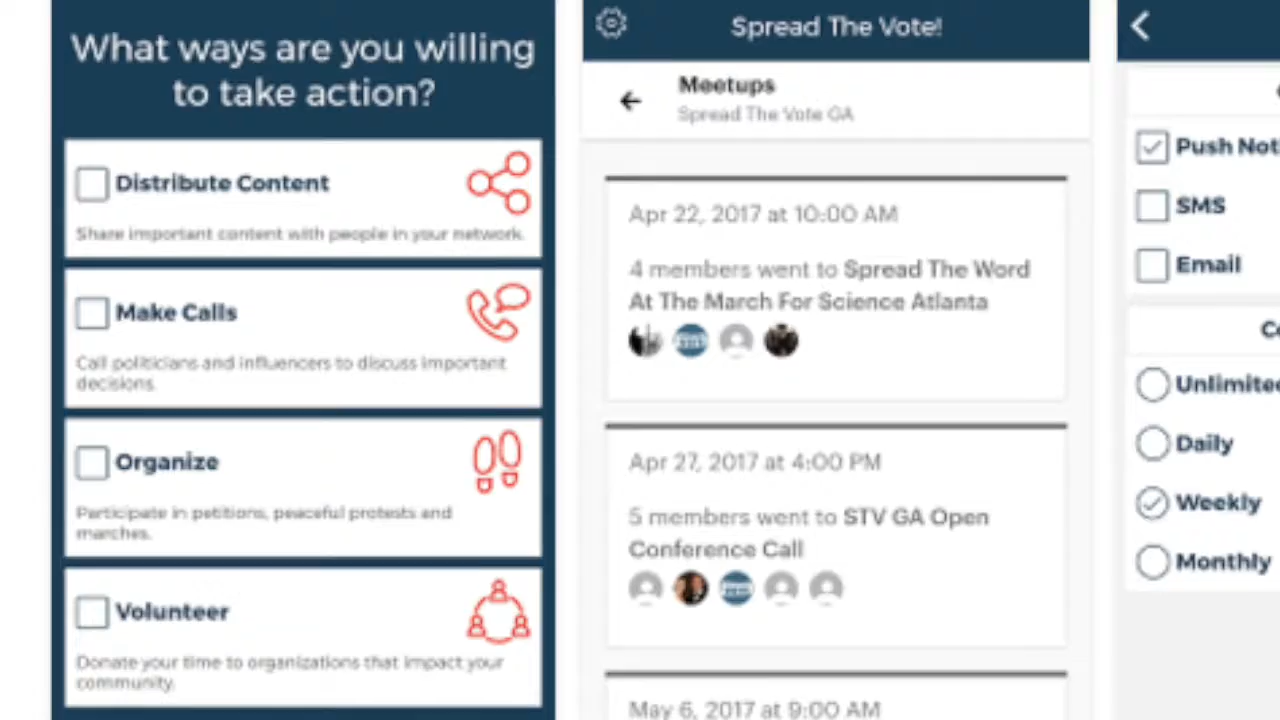 What ways are you willing
to take action?
Distribute Content
Share important content with people in your network.
Make Calls
Call politicians and influencers to discuss important
decisions.
Organize
Participate in petitions, peaceful protests and
marches.
Volunteer
Donate your time to organizations that impact your
community.
Spread The Vote!
Meetups
Spread The Vote GA
Apr 22, 2017 at 10:00 AM
4 members went to Spread The Word
At The March For Science Atlanta
Apr 27, 2017 at 4:00 PM
5 members went to STV GA Open
Conference Call
May 6, 2017 at 9:00 AM
Push Not
SMS
Email
Unlimite
Daily
Weekly
Monthly